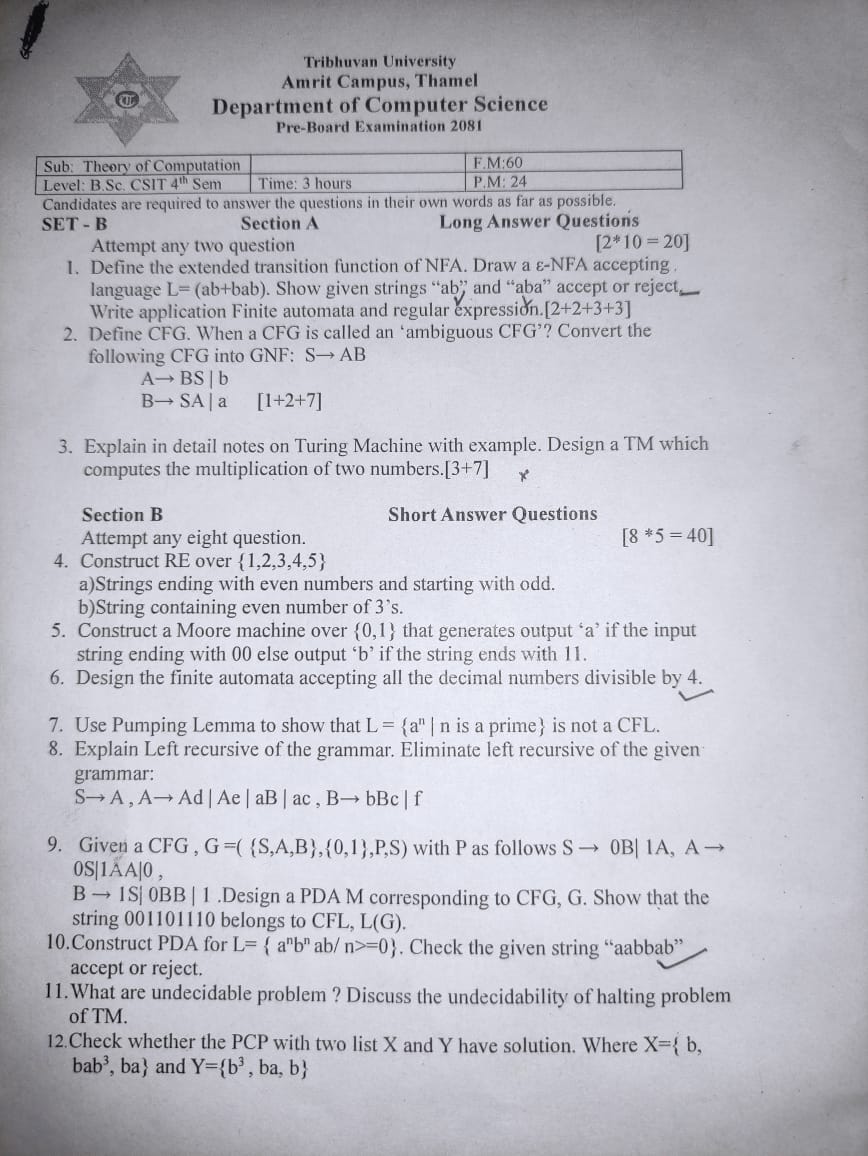 Tribhuvan University
Amrit Campus, Thamel
Department of Computer Science
Pre-Board Examination 2081
Sub: Theory of Computation F.M:60
Level: B.Sc. CSIT 4th Sem Time: 3 hours P.M: 24
Candidates are required to answer the questions in their own words as far as possible.
SET - B Section A Long Answer Questions
Attempt any two question [2*10 = 20]
1. Define the extended transition function of NFA. Draw a ε-NFA accepting
language L= (ab+bab). Show given strings “ab” and “aba” accept or reject.
Write application Finite automata and regular expression.[2+2+3+3]
2. Define CFG. When a CFG is called an ‘ambiguous CFG’? Convert the
following CFG into GNF: S→ AB
A→ BS | b
B→ SA | a [1+2+7]
3. Explain in detail notes on Turing Machine with example. Design a TM which
computes the multiplication of two numbers.[3+7]
Section B Short Answer Questions
Attempt any eight question. [8 *5 = 40]
4. Construct RE over {1,2,3,4,5}
a)Strings ending with even numbers and starting with odd.
b)String containing even number of 3’s.
5. Construct a Moore machine over {0,1} that generates output ‘a’ if the input
string ending with 00 else output ‘b’ if the string ends with 11.
6. Design the finite automata accepting all the decimal numbers divisible by 4.
7. Use Pumping Lemma to show that L = {aⁿ | n is a prime} is not a CFL.
8. Explain Left recursive of the grammar. Eliminate left recursive of the given
grammar:
S→ A , A→ Ad | Ae | aB | ac , B→ bBc | f
9. Given a CFG , G =( {S,A,B},{0,1},P,S) with P as follows S → 0B| 1A, A →
0S|1AA|0 ,
B → 1S| 0BB | 1 .Design a PDA M corresponding to CFG, G. Show that the
string 001101110 belongs to CFL, L(G).
10.Construct PDA for L= { aⁿbⁿ ab/ n>=0}. Check the given string “aabbab”
accept or reject.
11.What are undecidable problem ? Discuss the undecidability of halting problem
of TM.
12.Check whether the PCP with two list X and Y have solution. Where X={ b,
bab³, ba} and Y={b³ , ba, b}